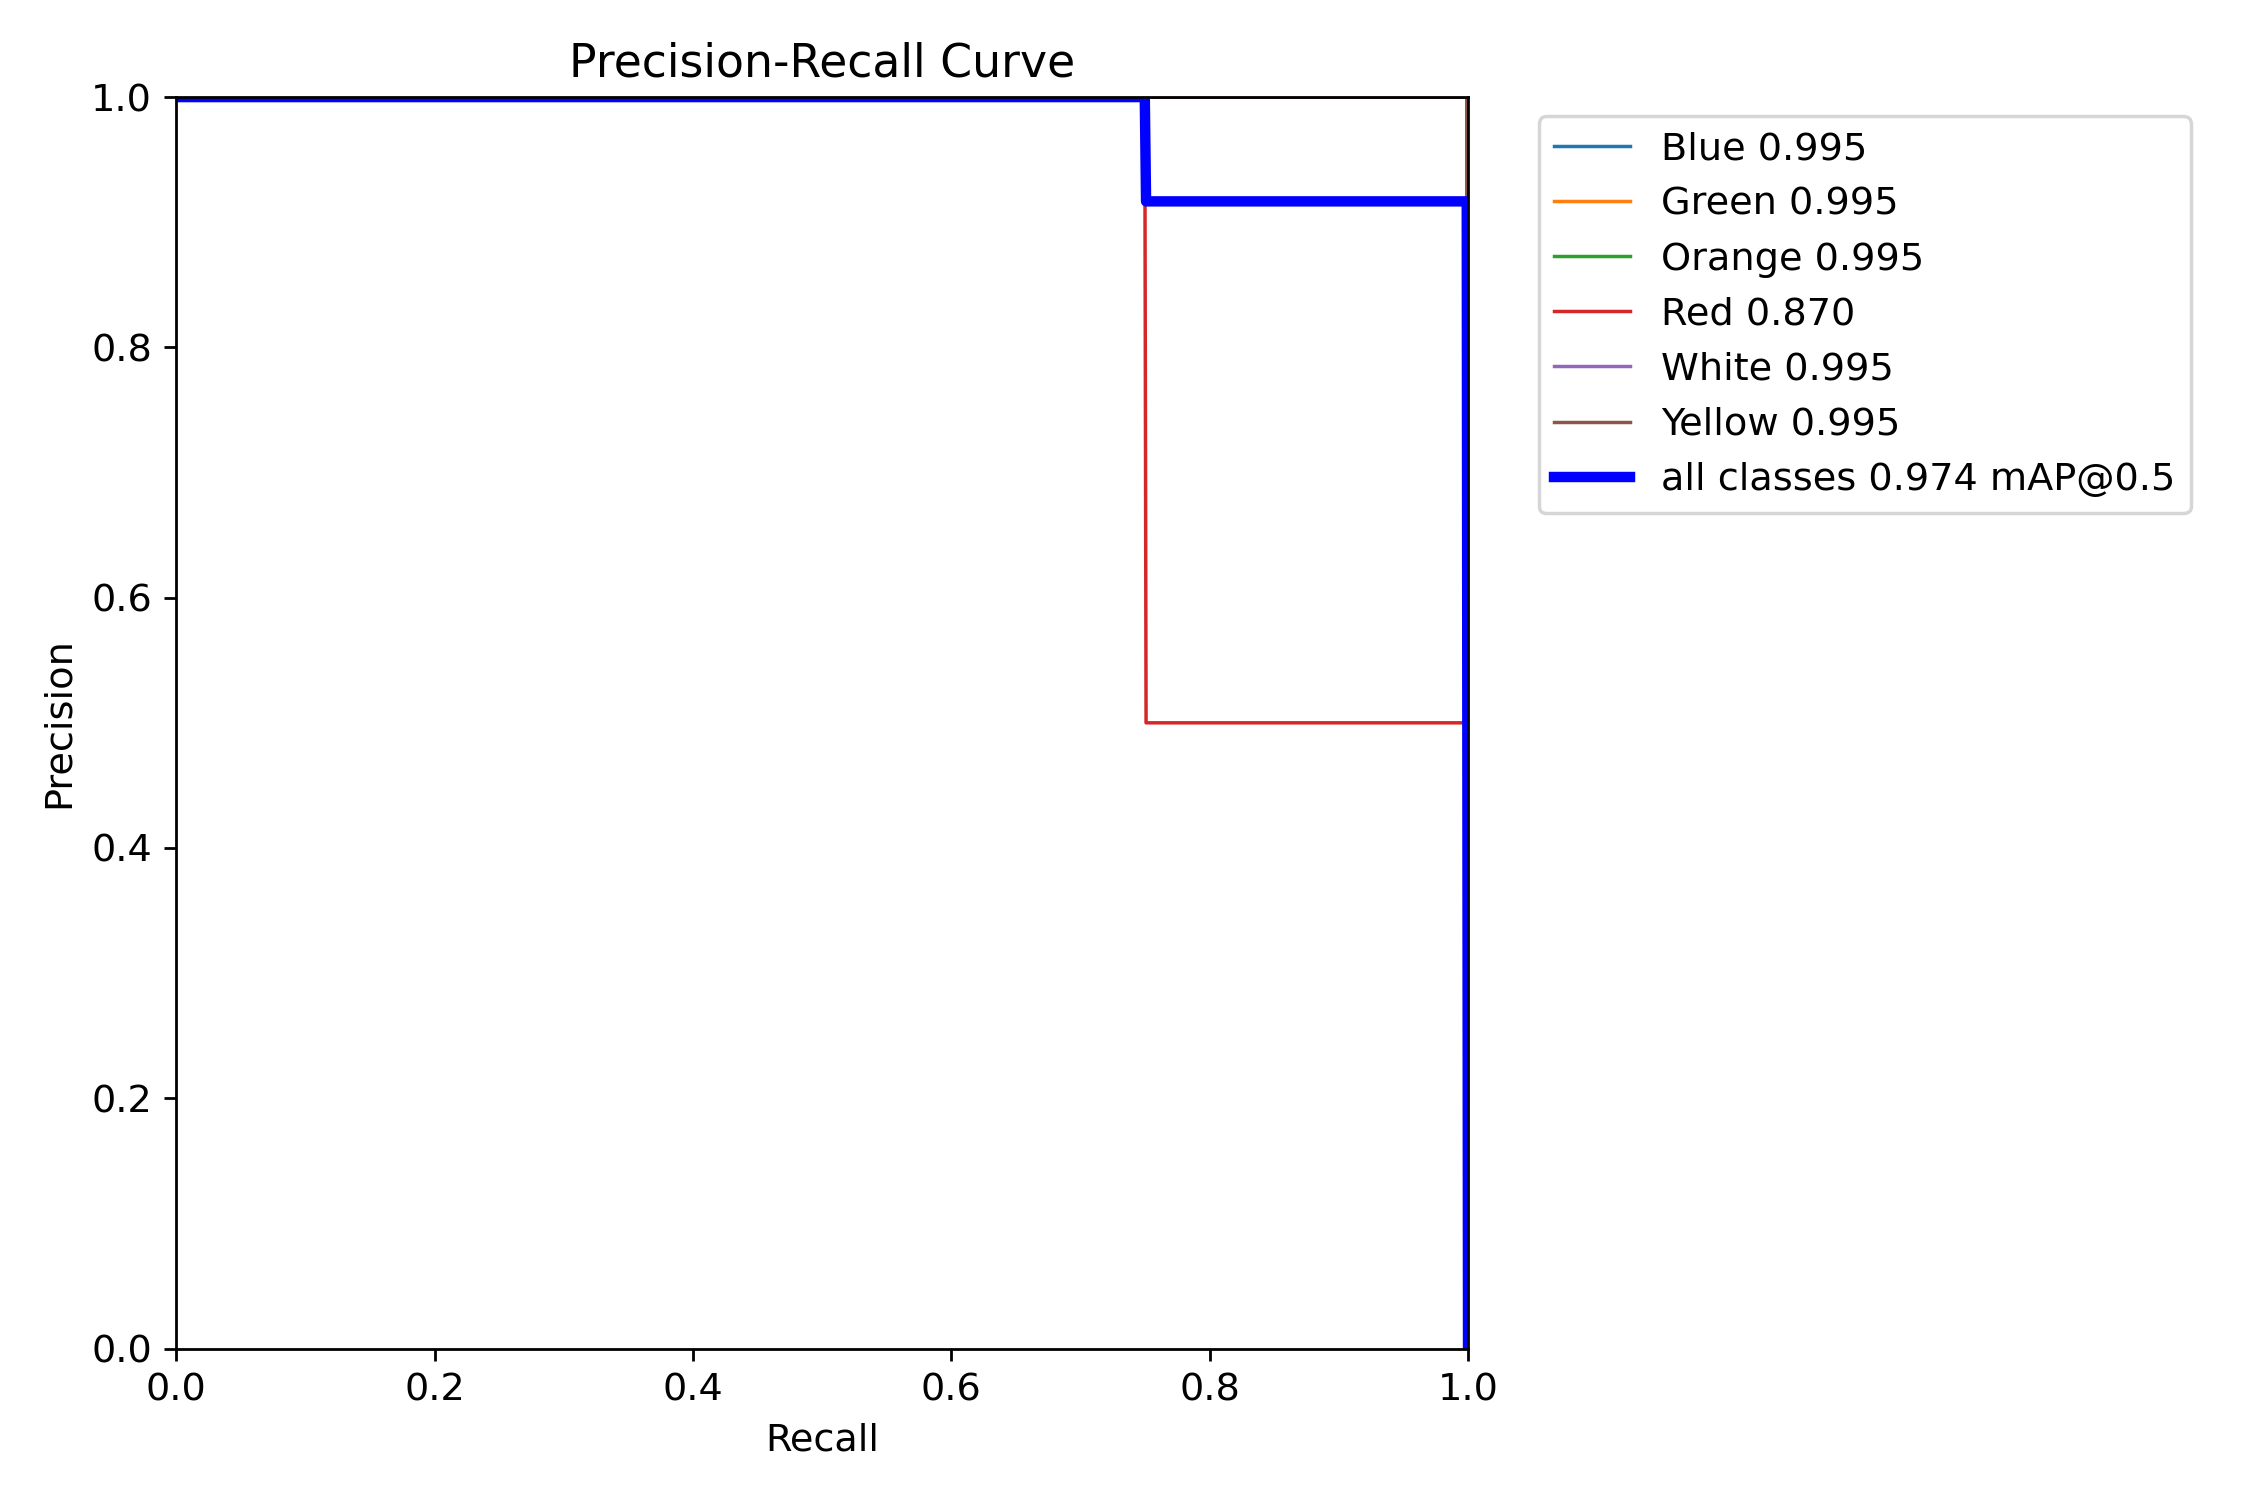 Precision-Recall Curve
1.0
0.8
0.6
0.4
0.2
0.0
Precision
0.0 0.2 0.4 0.6 0.8 1.0
Recall
Blue 0.995
Green 0.995
Orange 0.995
Red 0.870
White 0.995
Yellow 0.995
all classes 0.974 mAP@0.5